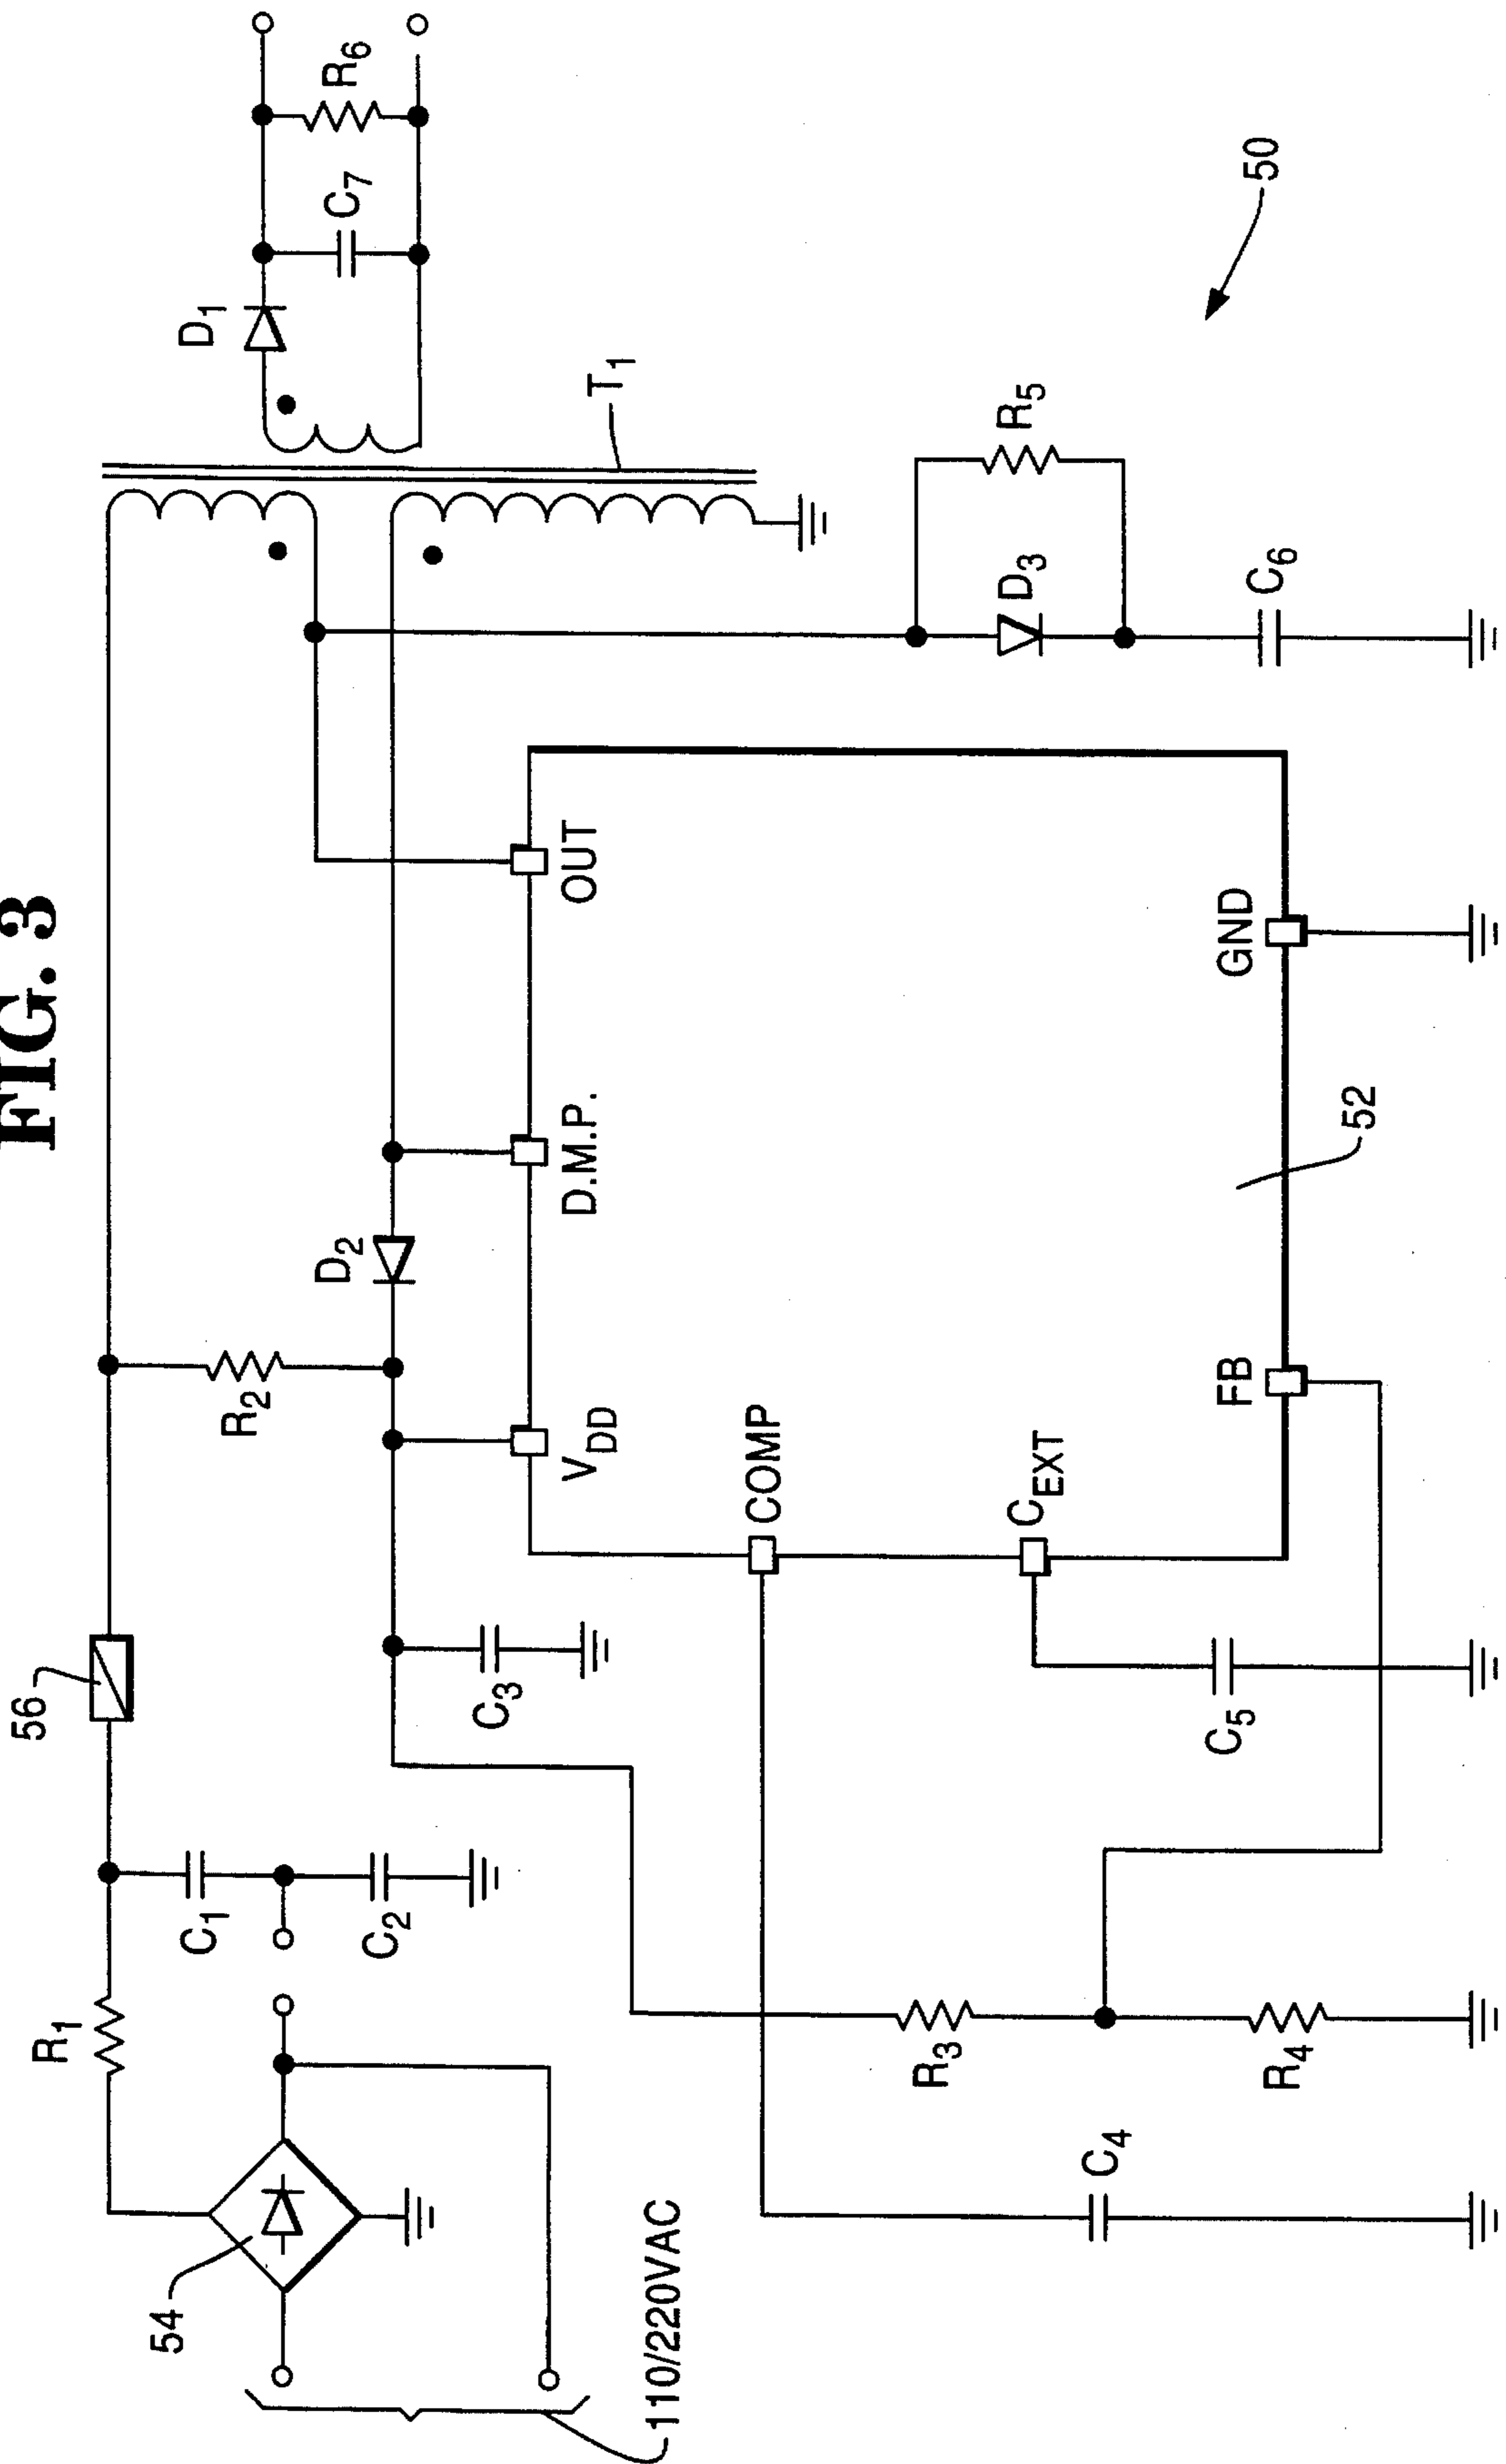 FIG. 3
R1
56
C1
C2
54
110/220VAC
R2
D2
C3
VDD
D.M.P.
OUT
COMP
CEXT
FB
GND
52
C4
R3
R4
C5
D1
C7
R6
T1
D3
R5
C6
50